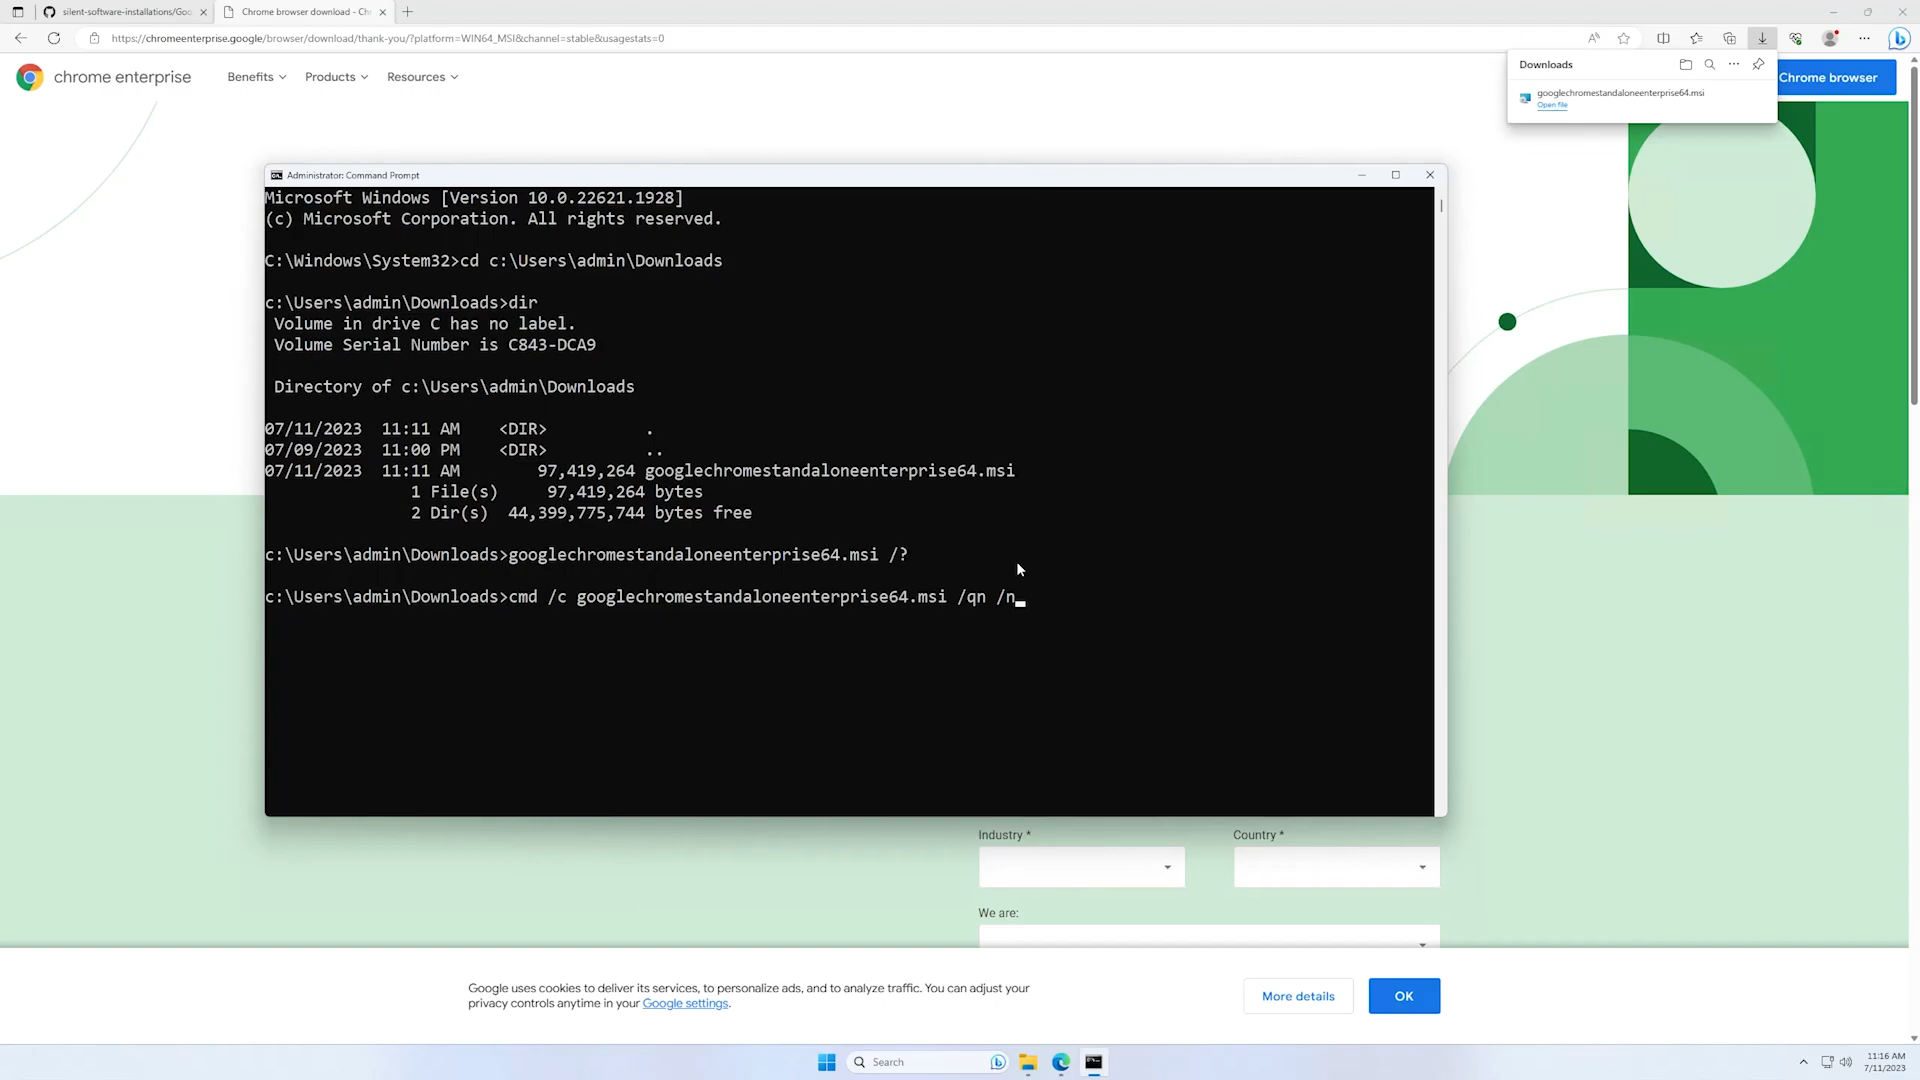 silent-software-installations/Goo
Chrome browser download - Ch
https://chromeenterprise.google/browser/download/thank-you/?platform=WIN64_MSI&channel=stable&usagestats=0
chrome enterprise
Benefits
Products
Resources
Chrome browser
Downloads
googlechromestandaloneenterprise64.msi
Open file
Administrator: Command Prompt
Microsoft Windows [Version 10.0.22621.1928]
(c) Microsoft Corporation. All rights reserved.
C:\Windows\System32>cd c:\Users\admin\Downloads
c:\Users\admin\Downloads>dir
Volume in drive C has no label.
Volume Serial Number is C843-DCA9
Directory of c:\Users\admin\Downloads
07/11/2023  11:11 AM    <DIR>          .
07/09/2023  11:00 PM    <DIR>          ..
07/11/2023  11:11 AM        97,419,264 googlechromestandaloneenterprise64.msi
1 File(s)     97,419,264 bytes
2 Dir(s)  44,399,775,744 bytes free
c:\Users\admin\Downloads>googlechromestandaloneenterprise64.msi /?
c:\Users\admin\Downloads>cmd /c googlechromestandaloneenterprise64.msi /qn /n
Industry *
Country *
We are:
Google uses cookies to deliver its services, to personalize ads, and to analyze traffic. You can adjust your
privacy controls anytime in your Google settings.
More details
OK
Search
11:16 AM
7/11/2023